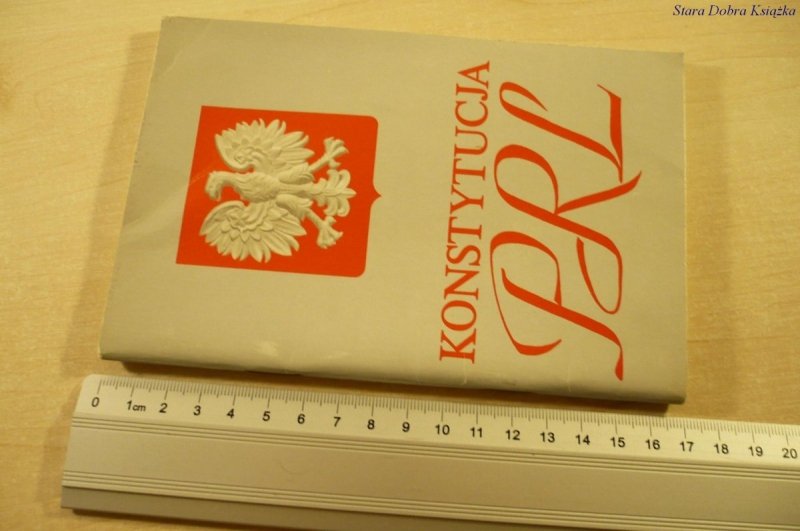 Stara Dobra Książka
KONSTYTUCJA
PRL
0 1cm 2 3 4 5 6 7 8 9 10 11 12 13 14 15 16 17 18 19 20